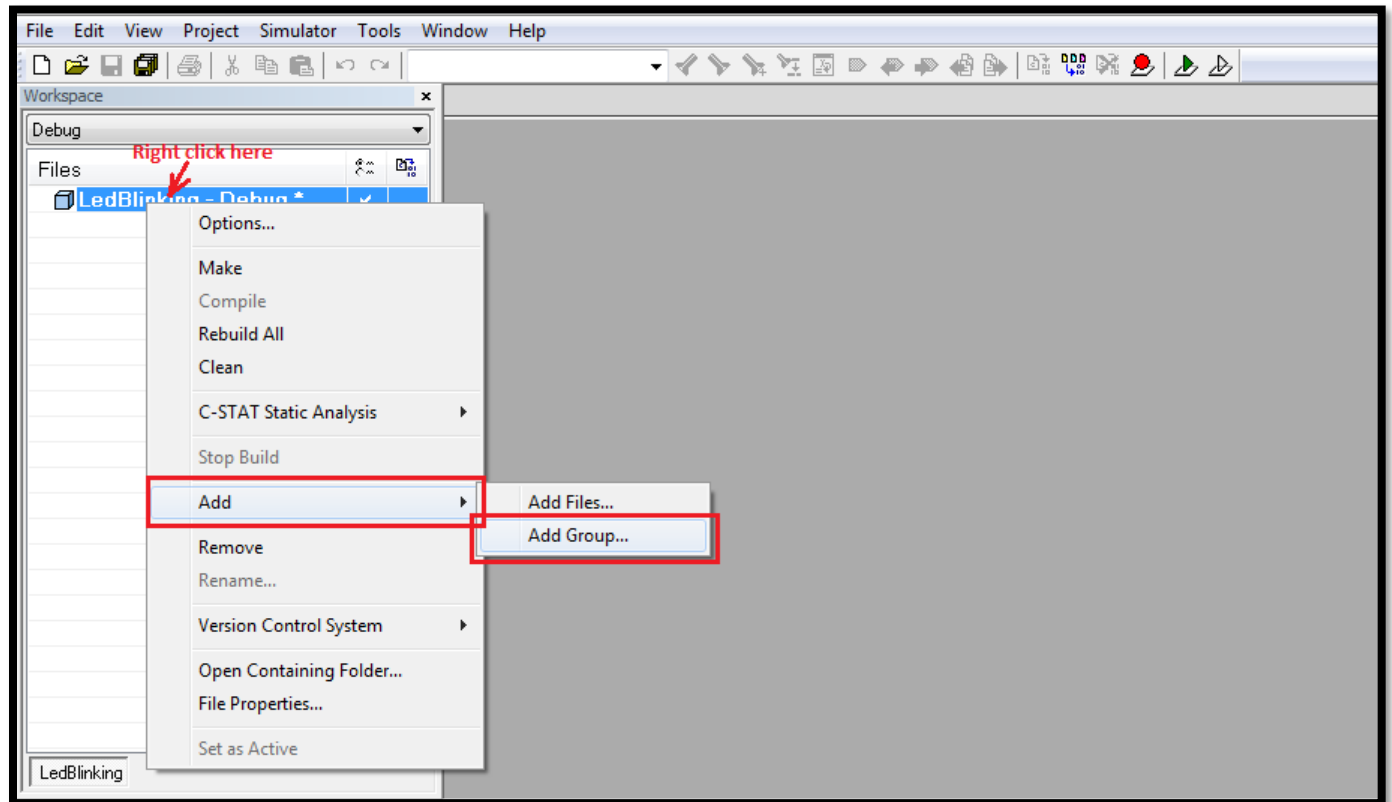 File Edit View Project Simulator Tools Window Help
Workspace
Debug
Right click here
Files
LedBlinking - Debug *
Options...
Make
Compile
Rebuild All
Clean
C-STAT Static Analysis
Stop Build
Add
Add Files...
Add Group...
Remove
Rename...
Version Control System
Open Containing Folder...
File Properties...
Set as Active
LedBlinking